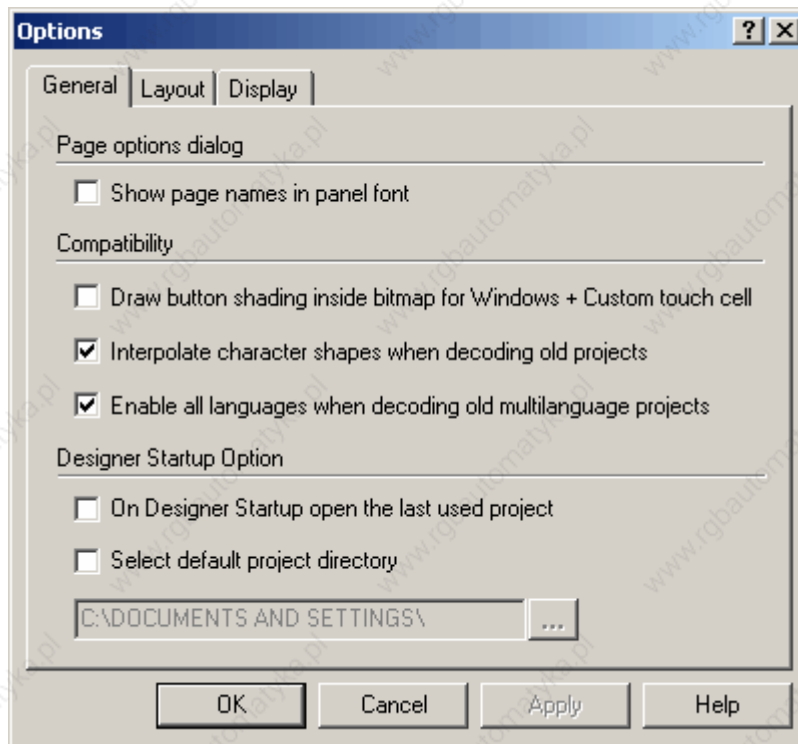 Options
General Layout Display
Page options dialog
Show page names in panel font
Compatibility
Draw button shading inside bitmap for Windows + Custom touch cell
Interpolate character shapes when decoding old projects
Enable all languages when decoding old multilanguage projects
Designer Startup Option
On Designer Startup open the last used project
Select default project directory
C:\DOCUMENTS AND SETTINGS\ ...
OK Cancel Apply Help
www.rgbautomatyka.pl